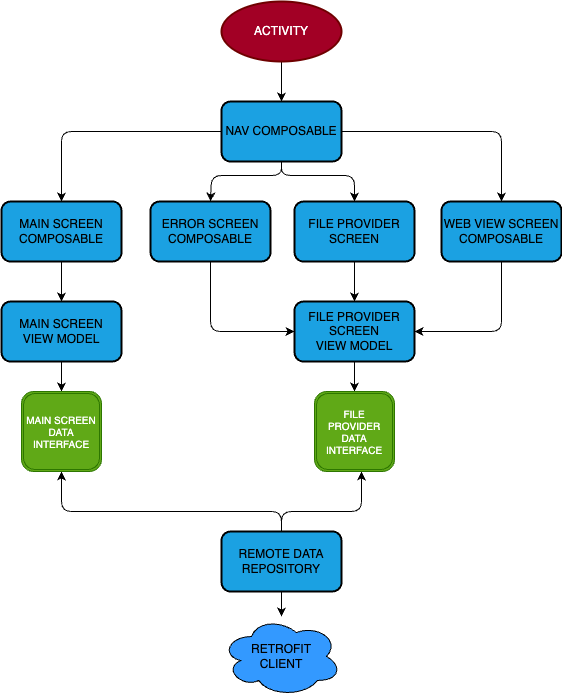 ACTIVITY
NAV COMPOSABLE
MAIN SCREEN
COMPOSABLE
ERROR SCREEN
COMPOSABLE
FILE PROVIDER
SCREEN
WEB VIEW SCREEN
COMPOSABLE
MAIN SCREEN
VIEW MODEL
FILE PROVIDER
SCREEN
VIEW MODEL
MAIN SCREEN
DATA
INTERFACE
FILE
PROVIDER
DATA
INTERFACE
REMOTE DATA
REPOSITORY
RETROFIT
CLIENT